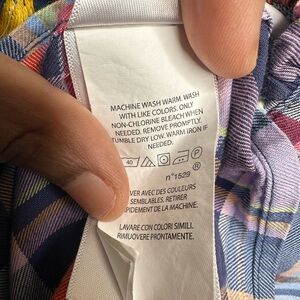 MACHINE WASH WARM. WASH
WITH LIKE COLORS. ONLY
NON-CHLORINE BLEACH WHEN
NEEDED. REMOVE PROMPTLY.
TUMBLE DRY LOW. WARM IRON IF
NEEDED.
40 P
n°1529
VER AVEC DES COULEURS
SEMBLABLES. RETIRER
PIDEMENT DE LA MACHINE.
LAVARE CON COLORI SIMILI.
RIMUOVERE PRONTAMENTE.